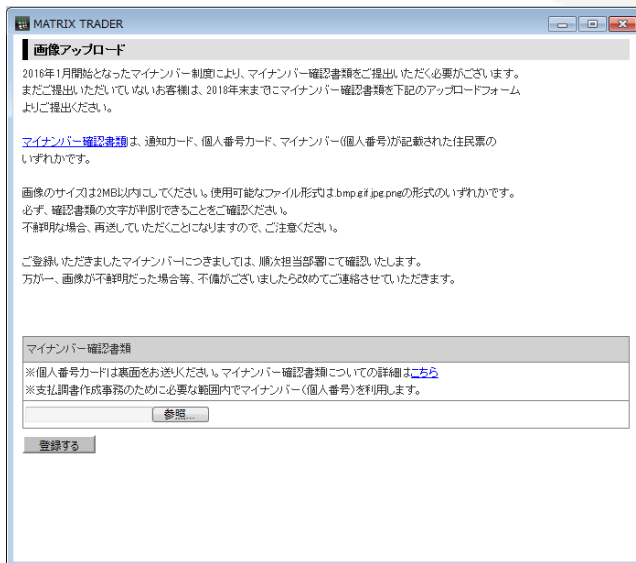 MATRIX TRADER
画像アップロード
2016年1月開始となったマイナンバー制度により、マイナンバー確認書類をご提出いただく必要がございます。
まだご提出いただいていないお客様は、2018年末までにマイナンバー確認書類を下記のアップロードフォーム
よりご提出ください。
マイナンバー確認書類は、通知カード、個人番号カード、マイナンバー(個人番号)が記載された住民票の
いずれかです。
画像のサイズは2MB以内にしてください。使用可能なファイル形式は.bmp.gif.jpg.pngの形式のいずれかです。
必ず、確認書類の文字が判別できることをご確認ください。
不鮮明な場合、再送していただくことになりますので、ご注意ください。
ご登録いただきましたマイナンバーにつきましては、順次担当部署にて確認いたします。
万が一、画像が不鮮明だった場合等、不備がございましたら改めてご連絡させていただきます。
マイナンバー確認書類
※個人番号カードは裏面をお送りください。マイナンバー確認書類についての詳細はこちら
※支払調書作成事務のために必要な範囲内でマイナンバー（個人番号）を利用します。
参照...
登録する